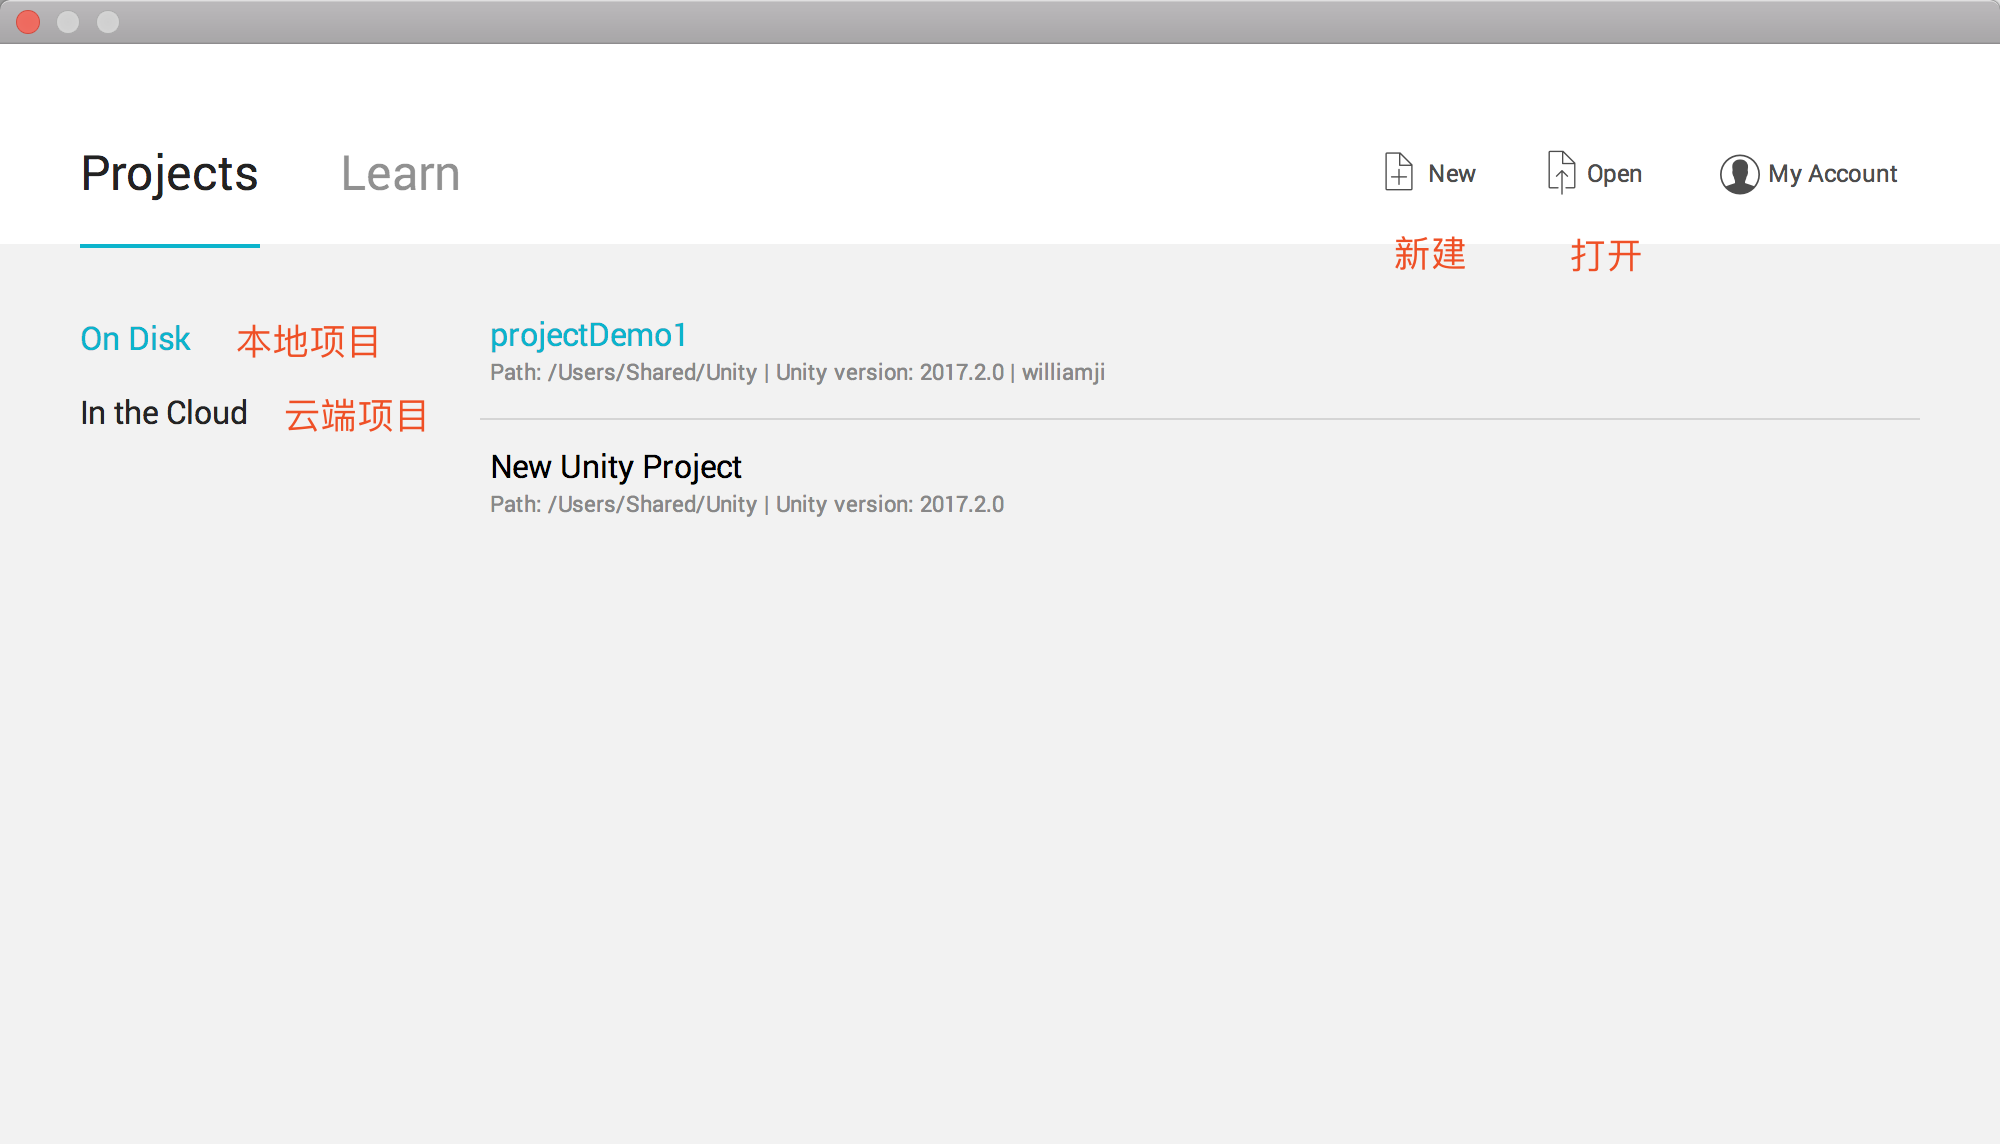 Projects Learn New Open My Account
新建 打开
On Disk 本地项目
In the Cloud 云端项目
projectDemo1
Path: /Users/Shared/Unity | Unity version: 2017.2.0 | williamji
New Unity Project
Path: /Users/Shared/Unity | Unity version: 2017.2.0